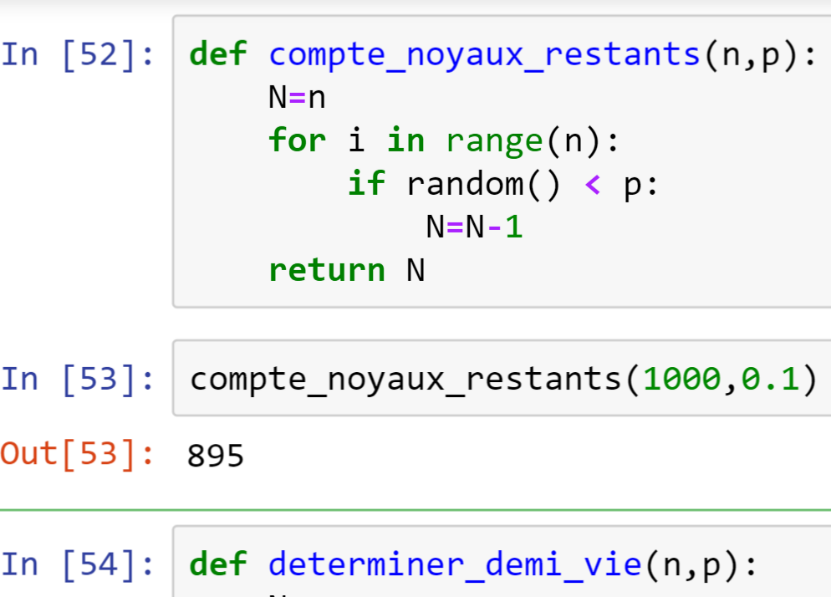 In [52]: def compte_noyaux_restants(n,p):
N=n
for i in range(n):
if random() < p:
N=N-1
return N
In [53]: compte_noyaux_restants(1000,0.1)
Out[53]: 895
In [54]: def determiner_demi_vie(n,p):